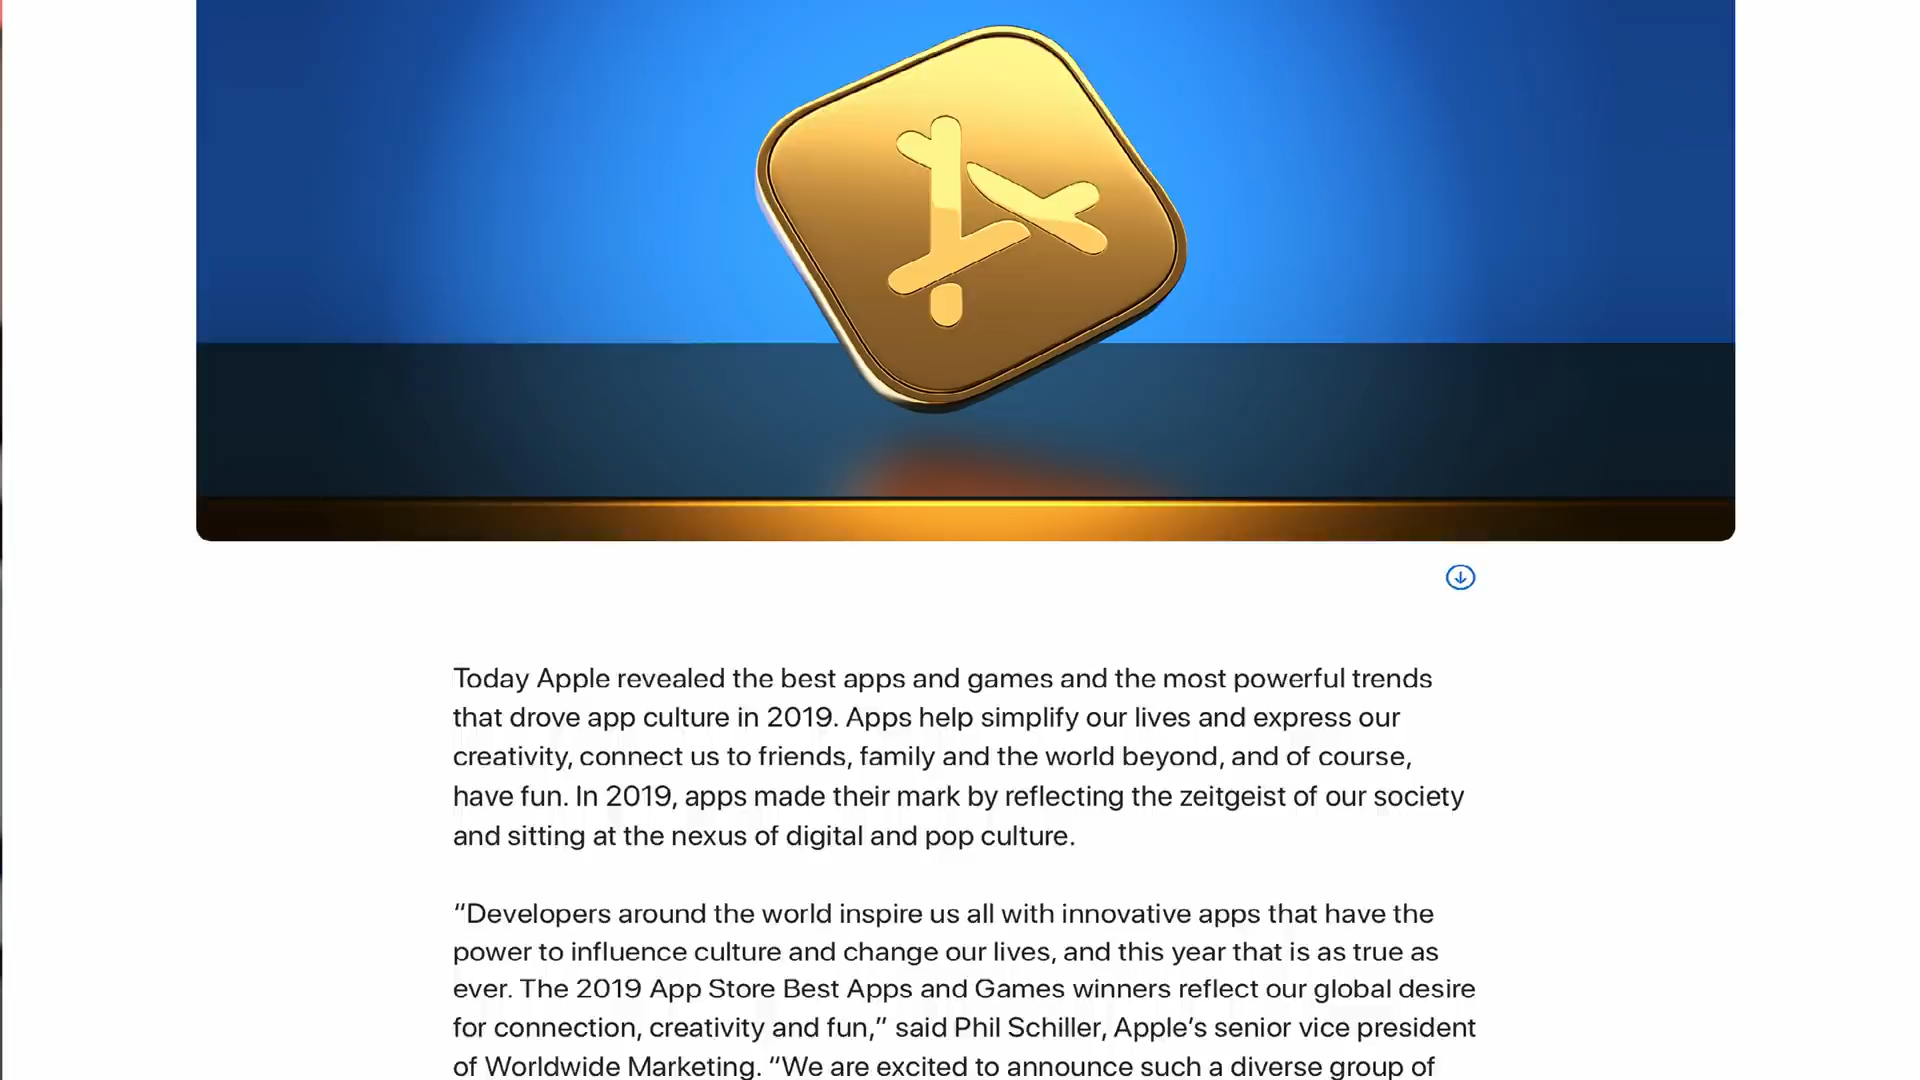 Today Apple revealed the best apps and games and the most powerful trends
that drove app culture in 2019. Apps help simplify our lives and express our
creativity, connect us to friends, family and the world beyond, and of course,
have fun. In 2019, apps made their mark by reflecting the zeitgeist of our society
and sitting at the nexus of digital and pop culture.
“Developers around the world inspire us all with innovative apps that have the
power to influence culture and change our lives, and this year that is as true as
ever. The 2019 App Store Best Apps and Games winners reflect our global desire
for connection, creativity and fun,” said Phil Schiller, Apple’s senior vice president
of Worldwide Marketing. “We are excited to announce such a diverse group of